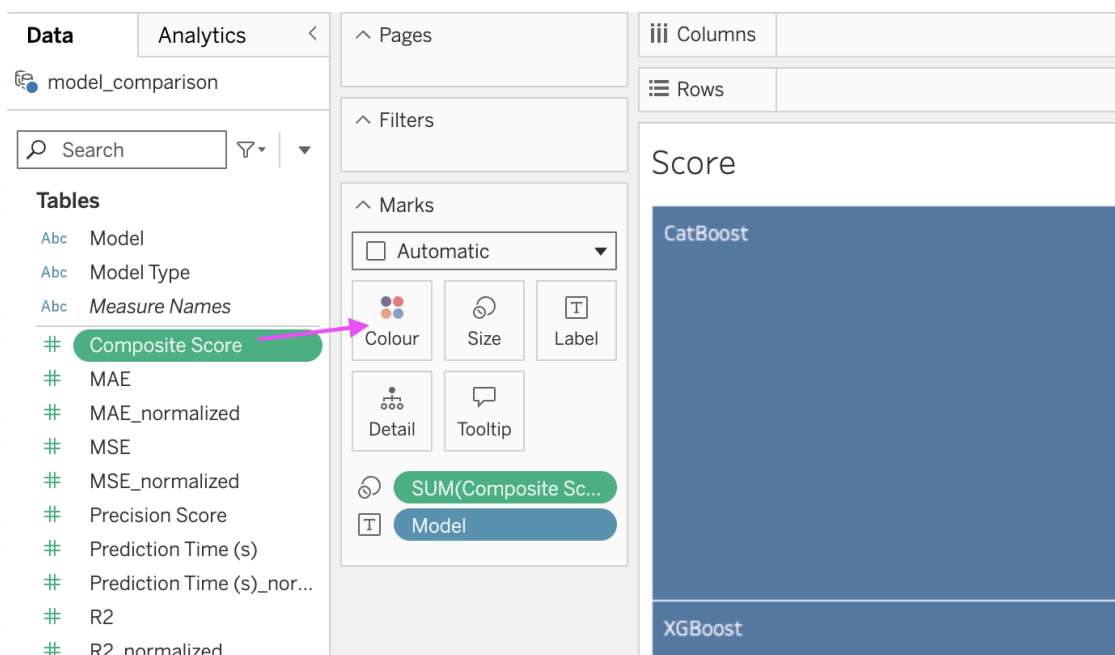 Data
Analytics
model_comparison
Search
Tables
Abc Model
Abc Model Type
Abc Measure Names
# Composite Score
# MAE
# MAE_normalized
# MSE
# MSE_normalized
# Precision Score
# Prediction Time (s)
# Prediction Time (s)_nor...
# R2
# R2_normalized
Pages
Filters
Marks
Automatic
Colour
Size
T
Label
Detail
Tooltip
SUM(Composite Sc...
T Model
Columns
Rows
Score
CatBoost
XGBoost